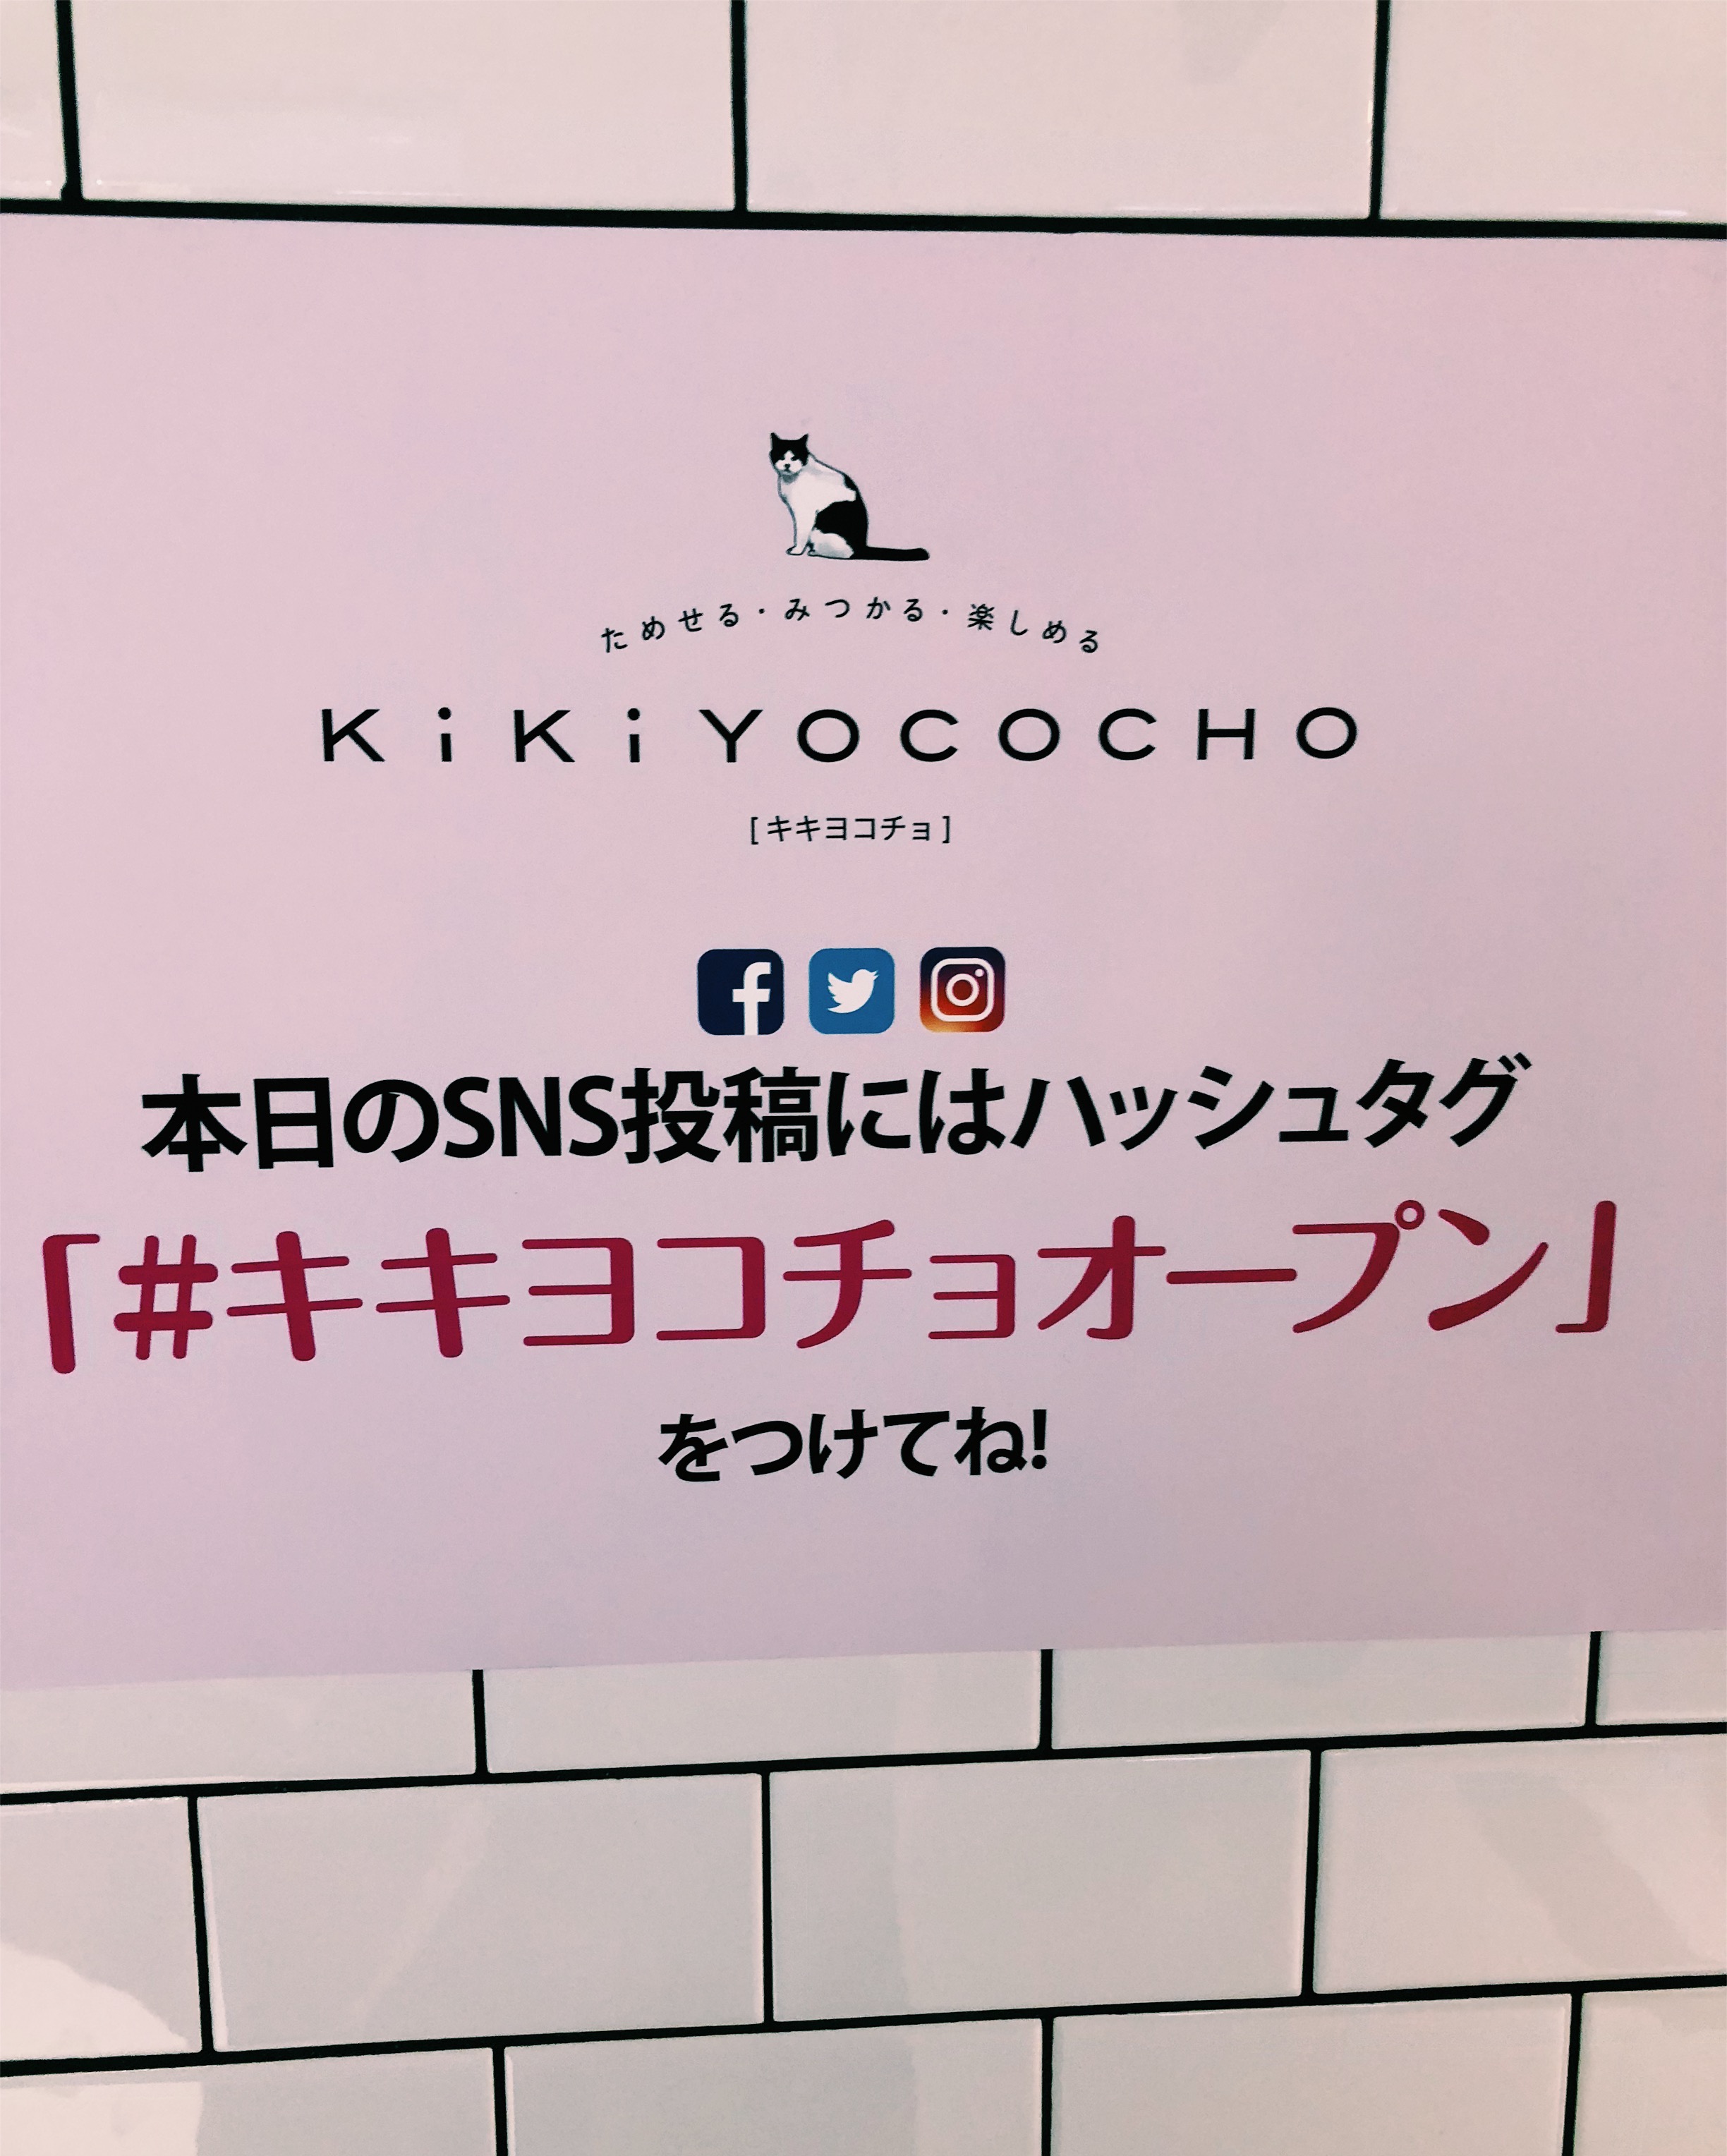 ためせる・みつかる・楽しめる
KiKiYOCOCHO
[キキヨコチョ]
本日のSNS投稿にはハッシュタグ
「#キキヨコチョオープン」
をつけてね!